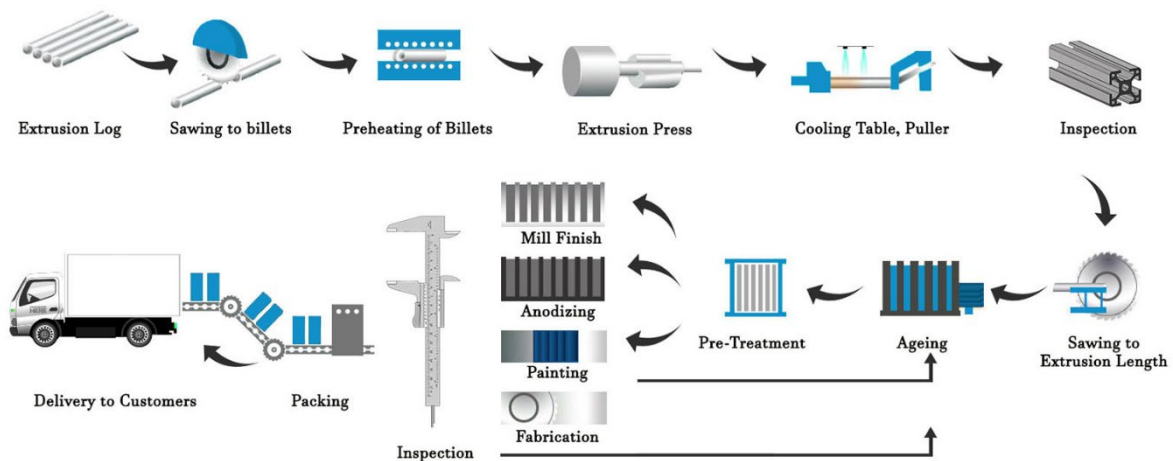 Extrusion Log
Sawing to billets
Preheating of Billets
Extrusion Press
Cooling Table, Puller
Inspection
Sawing to
Extrusion Length
Ageing
Pre-Treatment
Mill Finish
Anodizing
Painting
Fabrication
Inspection
Packing
Delivery to Customers